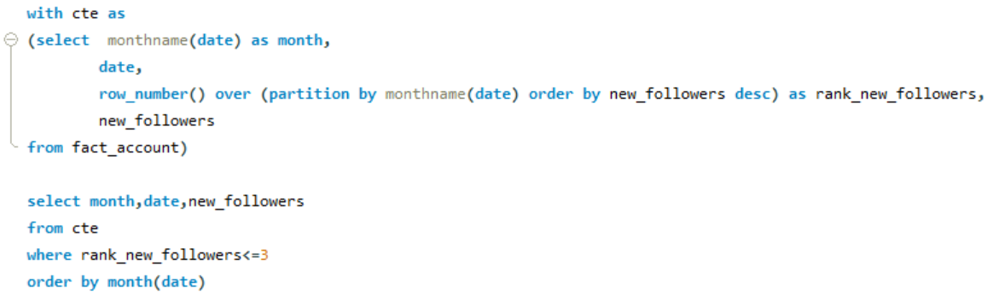 with cte as
(select  monthname(date) as month,
        date,
        row_number() over (partition by monthname(date) order by new_followers desc) as rank_new_followers,
        new_followers
from fact_account)
select month,date,new_followers
from cte
where rank_new_followers<=3
order by month(date)